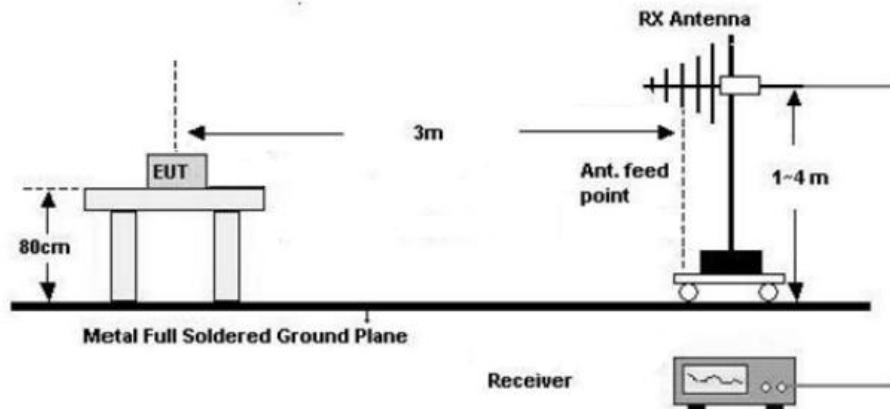 RX Antenna
3m
EUT
Ant. feed
point
1~4 m
80cm
Metal Full Soldered Ground Plane
Receiver